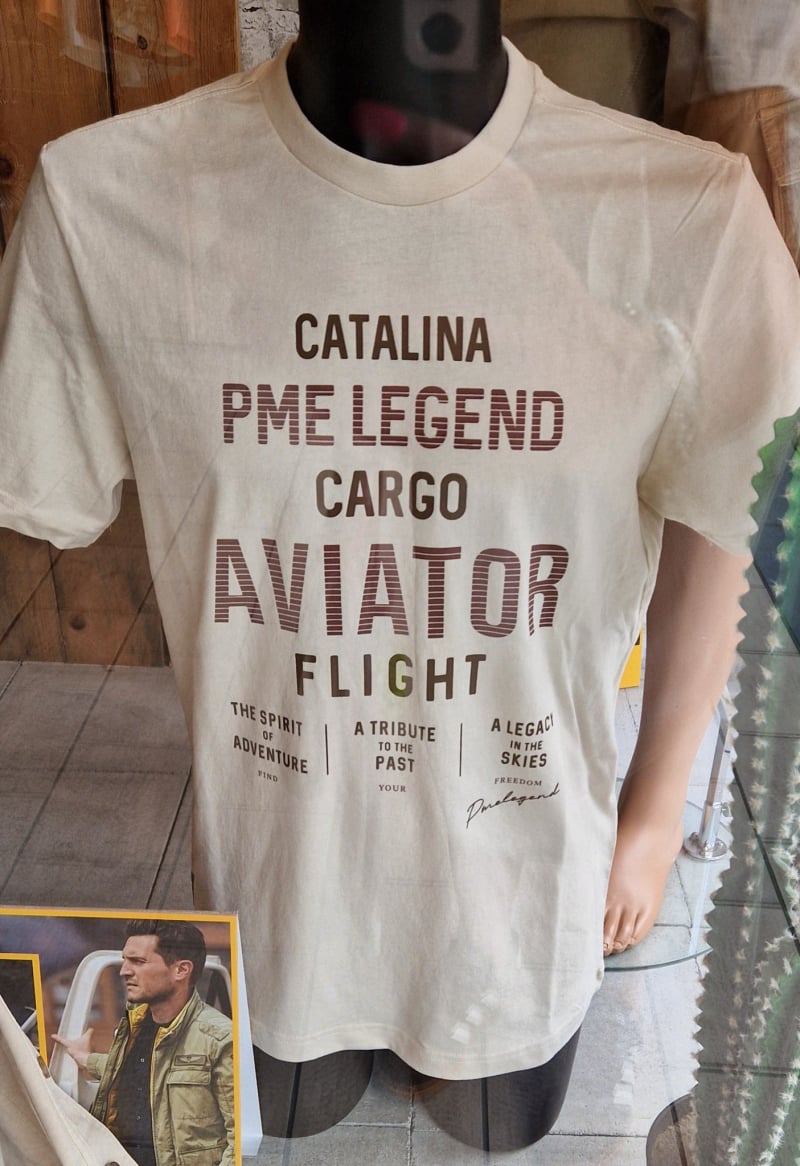 CATALINA
PME LEGEND
CARGO
AVIATOR
FLIGHT
THE SPIRIT
OF
ADVENTURE
FIND
A TRIBUTE
TO THE
PAST
YOUR
A LEGACY
IN THE
SKIES
FREEDOM
Pmelegend